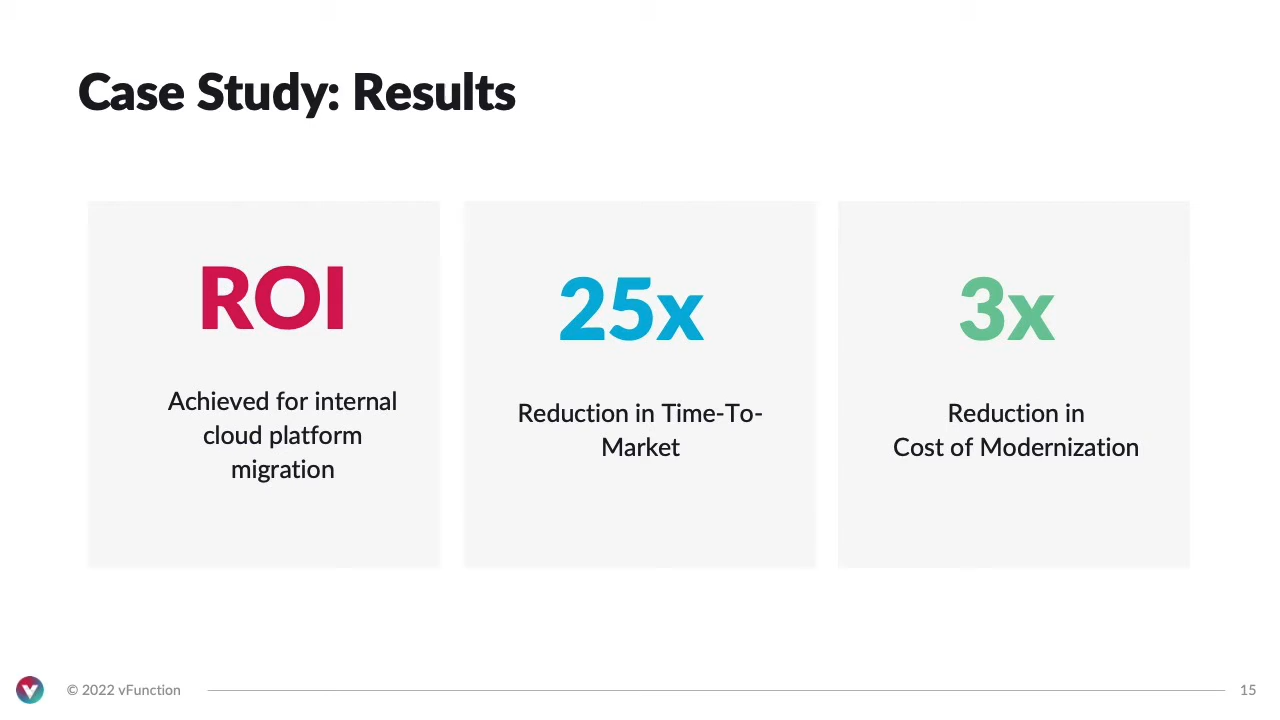 Case Study: Results
ROI
Achieved for internal
cloud platform
migration
25x
Reduction in Time-To-
Market
3x
Reduction in
Cost of Modernization
© 2022 vFunction
15